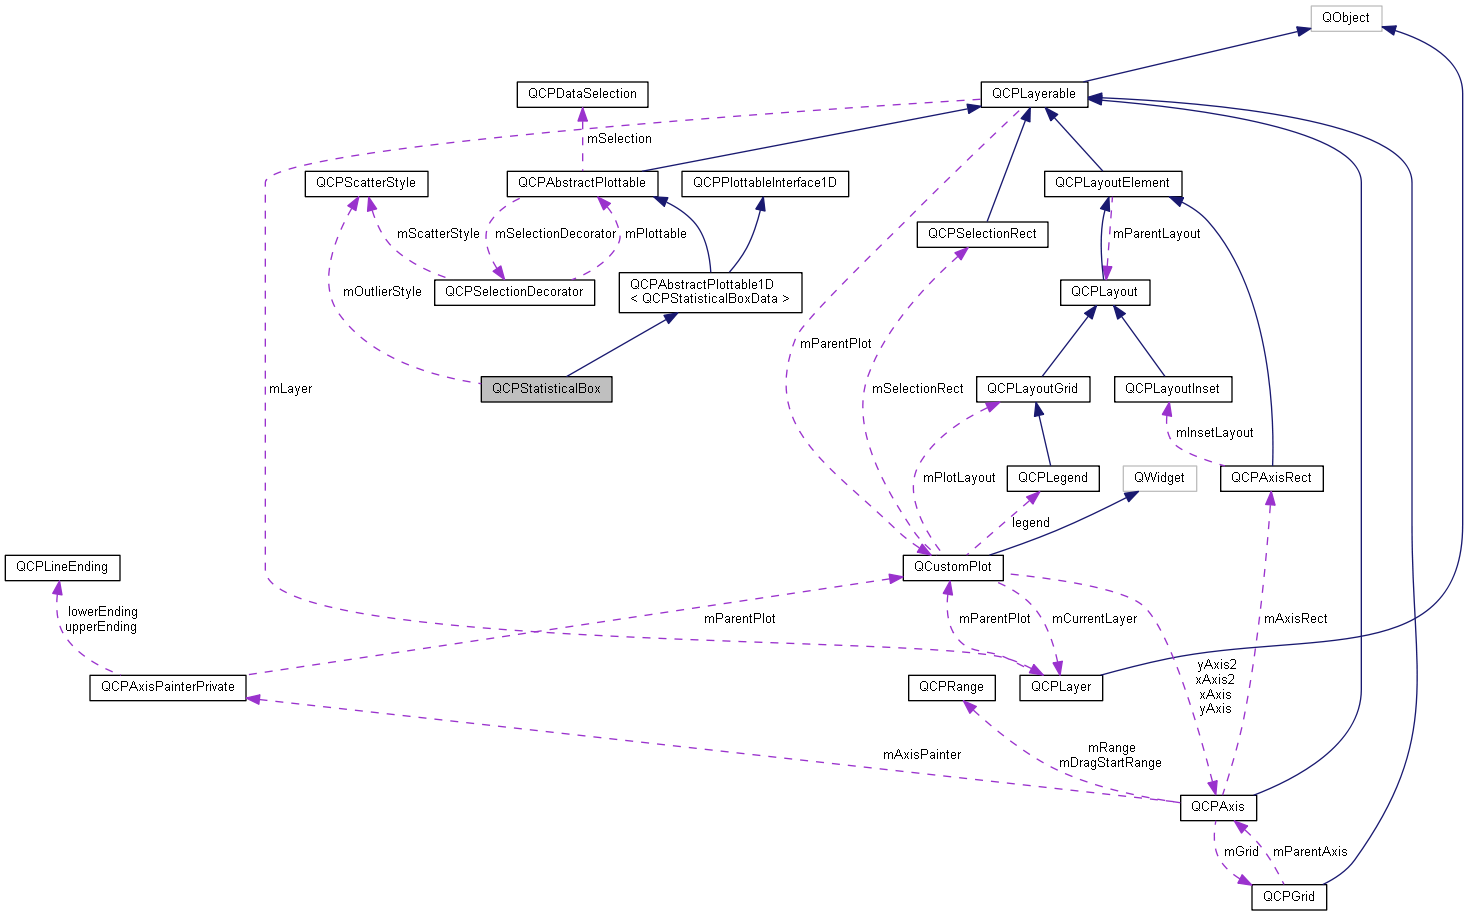 QObject
QCPDataSelection
QCPLayerable
mSelection
QCPScatterStyle
QCPAbstractPlottable
QCPPlottableInterface1D
QCPLayoutElement
mScatterStyle
mSelectionDecorator
mPlottable
QCPSelectionRect
mParentLayout
mOutlierStyle
QCPSelectionDecorator
QCPAbstractPlottable1D
< QCPStatisticalBoxData >
QCPLayout
mParentPlot
mLayer
QCPStatisticalBox
mSelectionRect
QCPLayoutGrid
QCPLayoutInset
mInsetLayout
mPlotLayout
QCPLegend
QWidget
QCPAxisRect
legend
QCPLineEnding
QCustomPlot
lowerEnding
upperEnding
mParentPlot
mParentPlot
mCurrentLayer
mAxisRect
yAxis2
xAxis2
xAxis
yAxis
QCPAxisPainterPrivate
QCPRange
QCPLayer
mAxisPainter
mRange
mDragStartRange
QCPAxis
mGrid
mParentAxis
QCPGrid